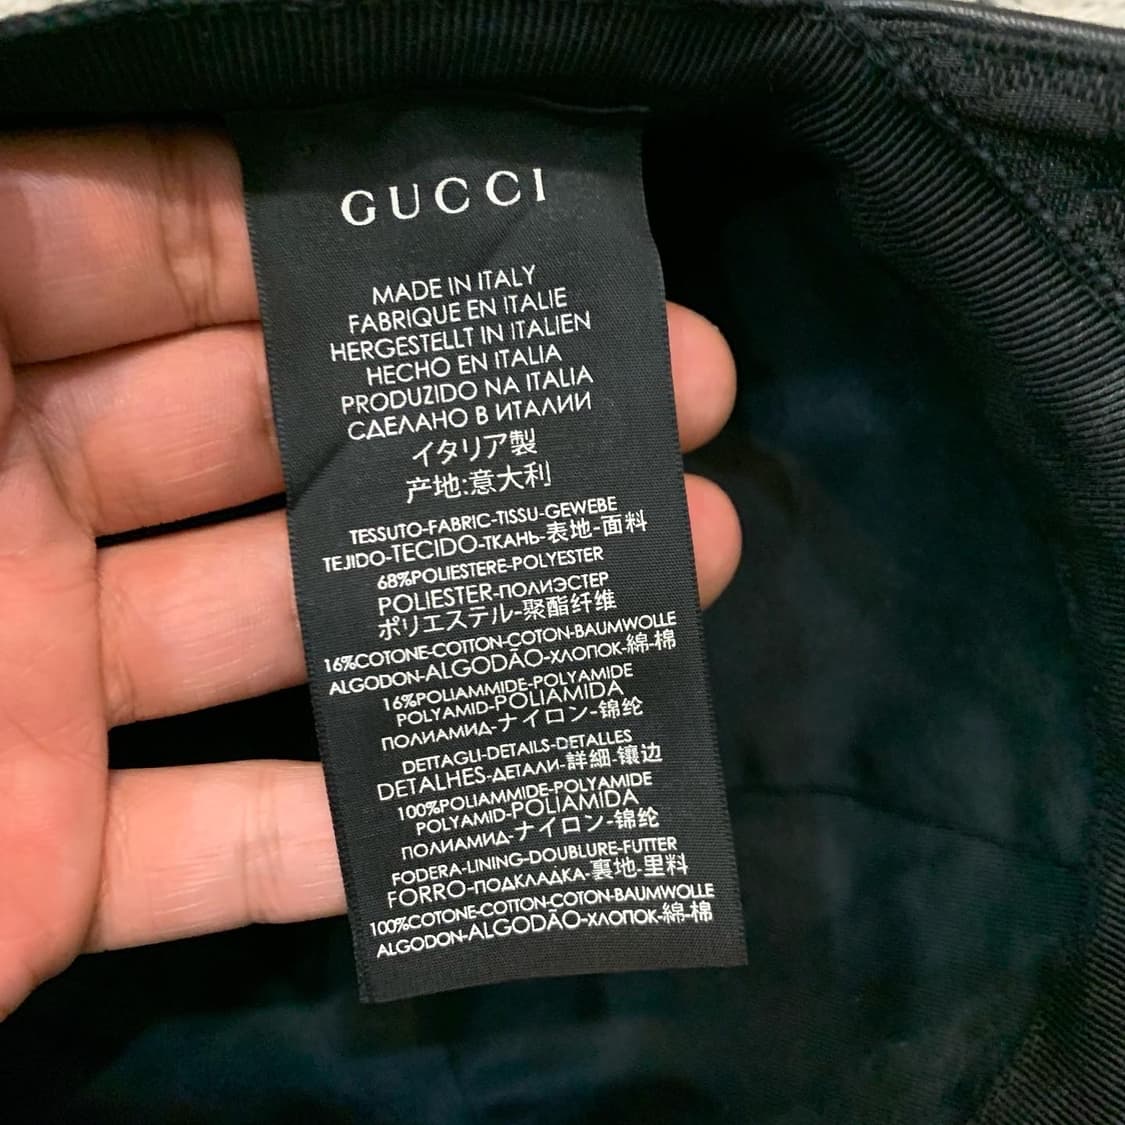 GUCCI
MADE IN ITALY
FABRIQUE EN ITALIE
HERGESTELLT IN ITALIEN
HECHO EN ITALIA
PRODUZIDO NA ITALIA
СДЕЛАНО В ИТАЛИИ
イタリア製
产地:意大利
TESSUTO-FABRIC-TISSU-GEWEBE
TEJIDO-TECIDO-ТКАНЬ-表地-面料
68%POLIESTERE-POLYESTER
POLIESTER-ПОЛИЭСТЕР
ポリエステル-聚酯纤维
16%COTONE-COTTON-COTON-BAUMWOLLE
ALGODON-ALGODÃO-ХЛОПОК-綿-棉
16%POLIAMMIDE-POLYAMIDE
POLYAMID-POLIAMIDA
ПОЛИАМИД-ナイロン-锦纶
DETTAGLI-DETAILS-DETALLES
DETALHES-ДЕТАЛИ-詳細-镶边
100%POLIAMMIDE-POLYAMIDE
POLYAMID-POLIAMIDA
ПОЛИАМИД-ナイロン-锦纶
FODERA-LINING-DOUBLURE-FUTTER
FORRO-ПОДКЛАДКА-裏地-里料
100%COTONE-COTTON-COTON-BAUMWOLLE
ALGODON-ALGODÃO-ХЛОПОК-綿-棉